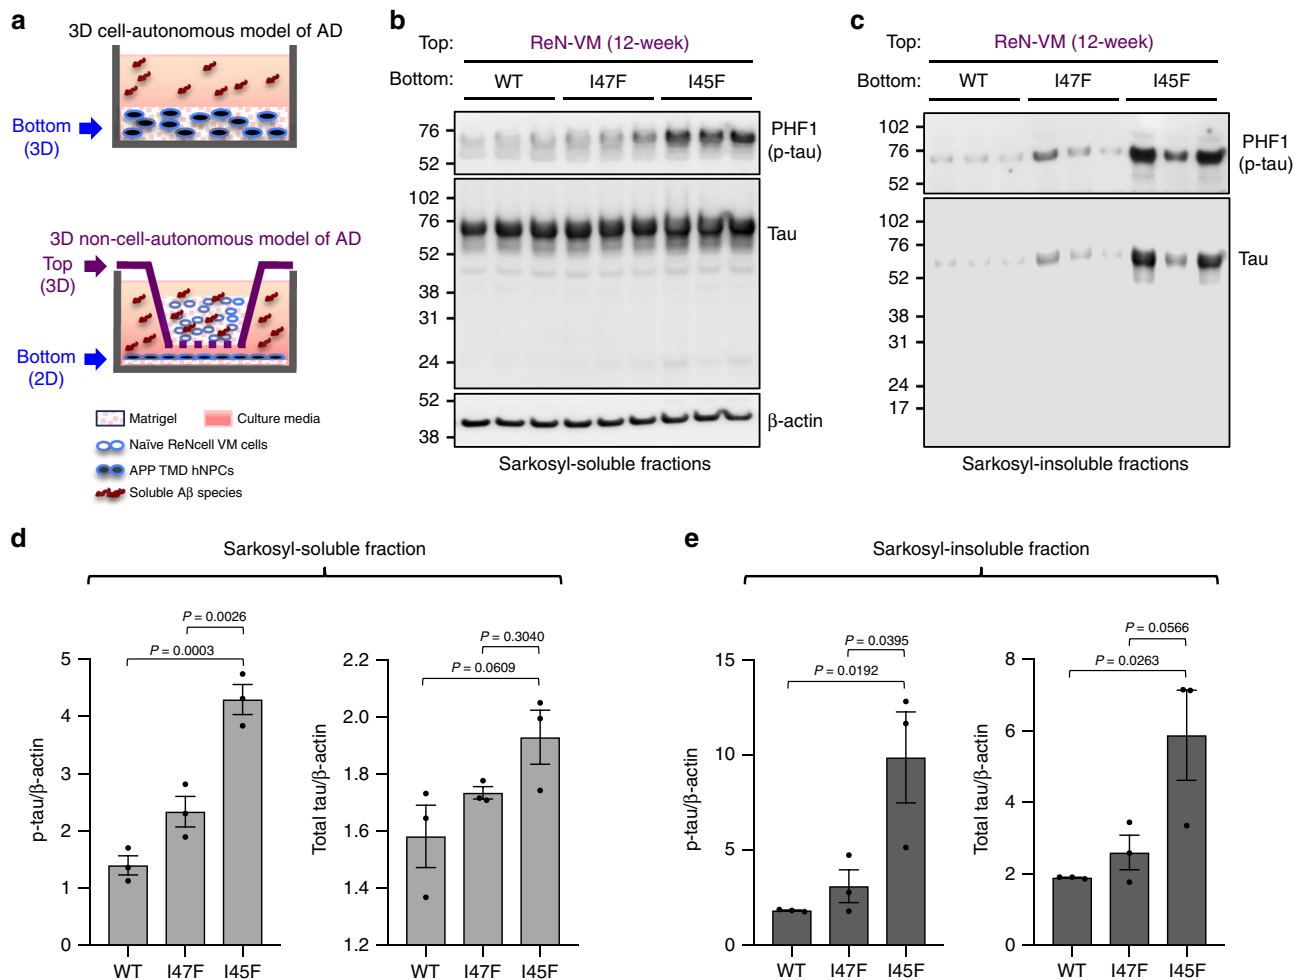 a
3D cell-autonomous model of AD
Bottom
(3D)
3D non-cell-autonomous model of AD
Top
(3D)
Bottom
(2D)
Matrigel
Culture media
Naïve ReNcell VM cells
APP TMD hNPCs
Soluble Aβ species
b
Top:
ReN-VM (12-week)
Bottom:
WT
I47F
I45F
76
52
PHF1
(p-tau)
102
76
52
38
31
24
Tau
52
38
β-actin
Sarkosyl-soluble fractions
c
Top:
ReN-VM (12-week)
Bottom:
WT
I47F
I45F
102
76
52
PHF1
(p-tau)
102
76
52
38
31
24
17
Tau
Sarkosyl-insoluble fractions
d
Sarkosyl-soluble fraction
P = 0.0026
P = 0.0003
p-tau/β-actin
5
4
3
2
1
0
WT
I47F
I45F
P = 0.3040
P = 0.0609
Total tau/β-actin
2.2
2.0
1.8
1.6
1.4
1.2
WT
I47F
I45F
e
Sarkosyl-insoluble fraction
P = 0.0395
P = 0.0192
p-tau/β-actin
15
10
5
0
WT
I47F
I45F
P = 0.0566
P = 0.0263
Total tau/β-actin
8
6
4
2
0
WT
I47F
I45F